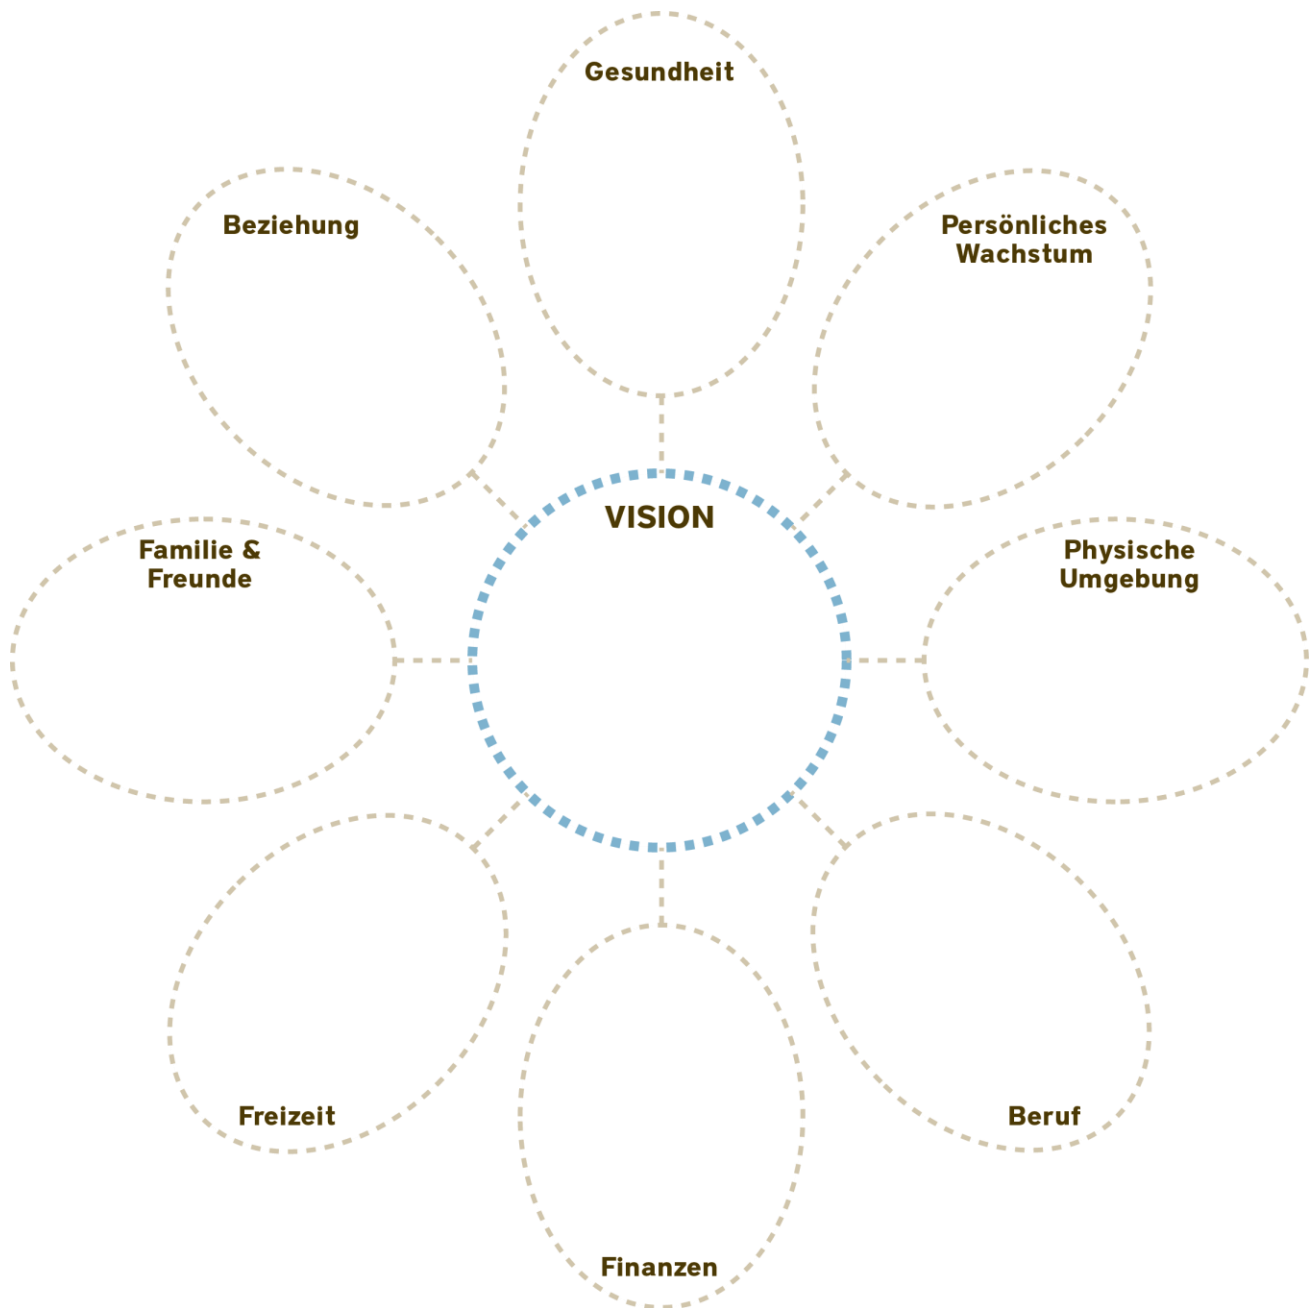 Gesundheit
Beziehung
Persönliches
Wachstum
VISION
Familie &
Freunde
Physische
Umgebung
Freizeit
Beruf
Finanzen